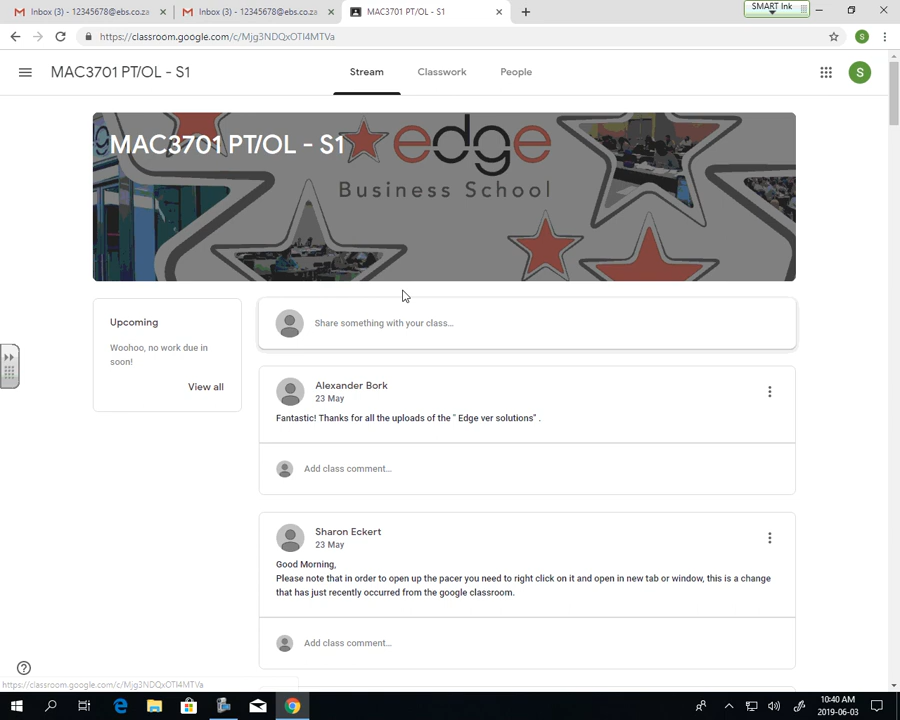 Inbox (3) - 12345678@ebs.co.za
Inbox (3) - 12345678@ebs.co.za
MAC3701 PT/OL - S1
SMART Ink
https://classroom.google.com/c/Mjg3NDQxOTI4MTVa
S
MAC3701 PT/OL - S1
Stream
Classwork
People
S
MAC3701 PT/OL - S1
edge
Business School
Upcoming
Woohoo, no work due in
soon!
View all
Share something with your class…
Alexander Bork
23 May
Fantastic! Thanks for all the uploads of the " Edge ver solutions" .
Add class comment…
Sharon Eckert
23 May
Good Morning,
Please note that in order to open up the pacer you need to right click on it and open in new tab or window, this is a change
that has just recently occurred from the google classroom.
Add class comment…
https://classroom.google.com/c/Mjg3NDQxOTI4MTVa
10:40 AM
2019-06-03